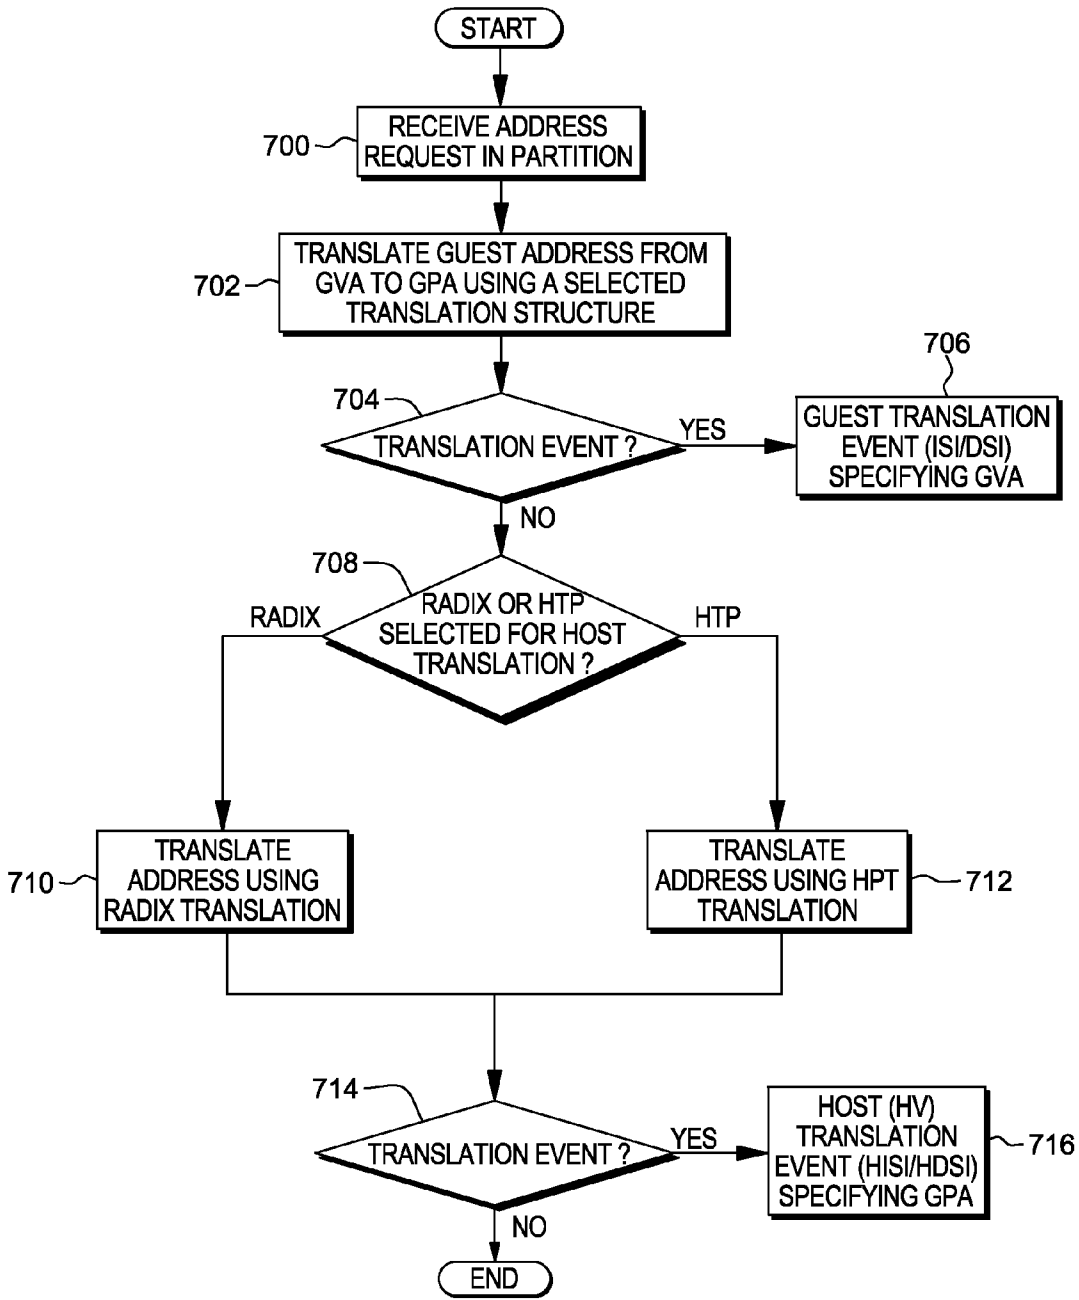 START
700
RECEIVE ADDRESS
REQUEST IN PARTITION
702
TRANSLATE GUEST ADDRESS FROM
GVA TO GPA USING A SELECTED
TRANSLATION STRUCTURE
704
TRANSLATION EVENT ?
YES
706
GUEST TRANSLATION
EVENT (ISI/DSI)
SPECIFYING GVA
NO
708
RADIX OR HTP
SELECTED FOR HOST
TRANSLATION ?
RADIX
HTP
710
TRANSLATE
ADDRESS USING
RADIX TRANSLATION
TRANSLATE
ADDRESS USING HPT
TRANSLATION
712
714
TRANSLATION EVENT ?
YES
HOST (HV)
TRANSLATION
EVENT (HISI/HDSI)
SPECIFYING GPA
716
NO
END